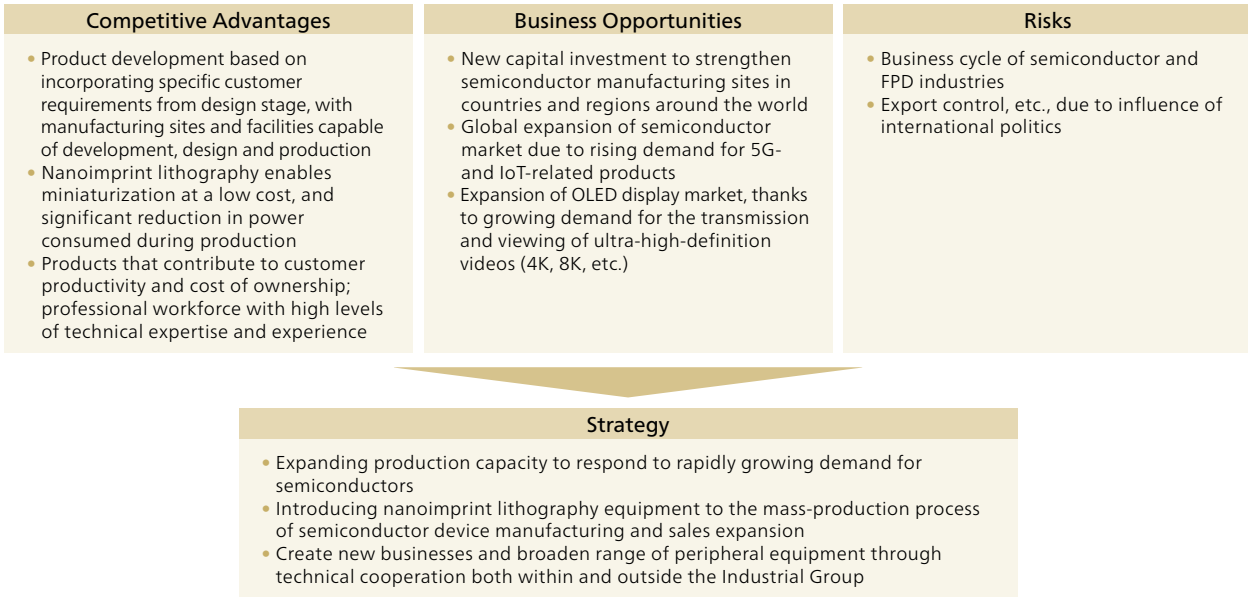 Competitive Advantages
• Product development based on
incorporating specific customer
requirements from design stage, with
manufacturing sites and facilities capable
of development, design and production
• Nanoimprint lithography enables
miniaturization at a low cost, and
significant reduction in power
consumed during production
• Products that contribute to customer
productivity and cost of ownership;
professional workforce with high levels
of technical expertise and experience
Business Opportunities
• New capital investment to strengthen
semiconductor manufacturing sites in
countries and regions around the world
• Global expansion of semiconductor
market due to rising demand for 5G-
and IoT-related products
• Expansion of OLED display market, thanks
to growing demand for the transmission
and viewing of ultra-high-definition
videos (4K, 8K, etc.)
Risks
• Business cycle of semiconductor and
FPD industries
• Export control, etc., due to influence of
international politics
Strategy
• Expanding production capacity to respond to rapidly growing demand for
semiconductors
• Introducing nanoimprint lithography equipment to the mass-production process
of semiconductor device manufacturing and sales expansion
• Create new businesses and broaden range of peripheral equipment through
technical cooperation both within and outside the Industrial Group